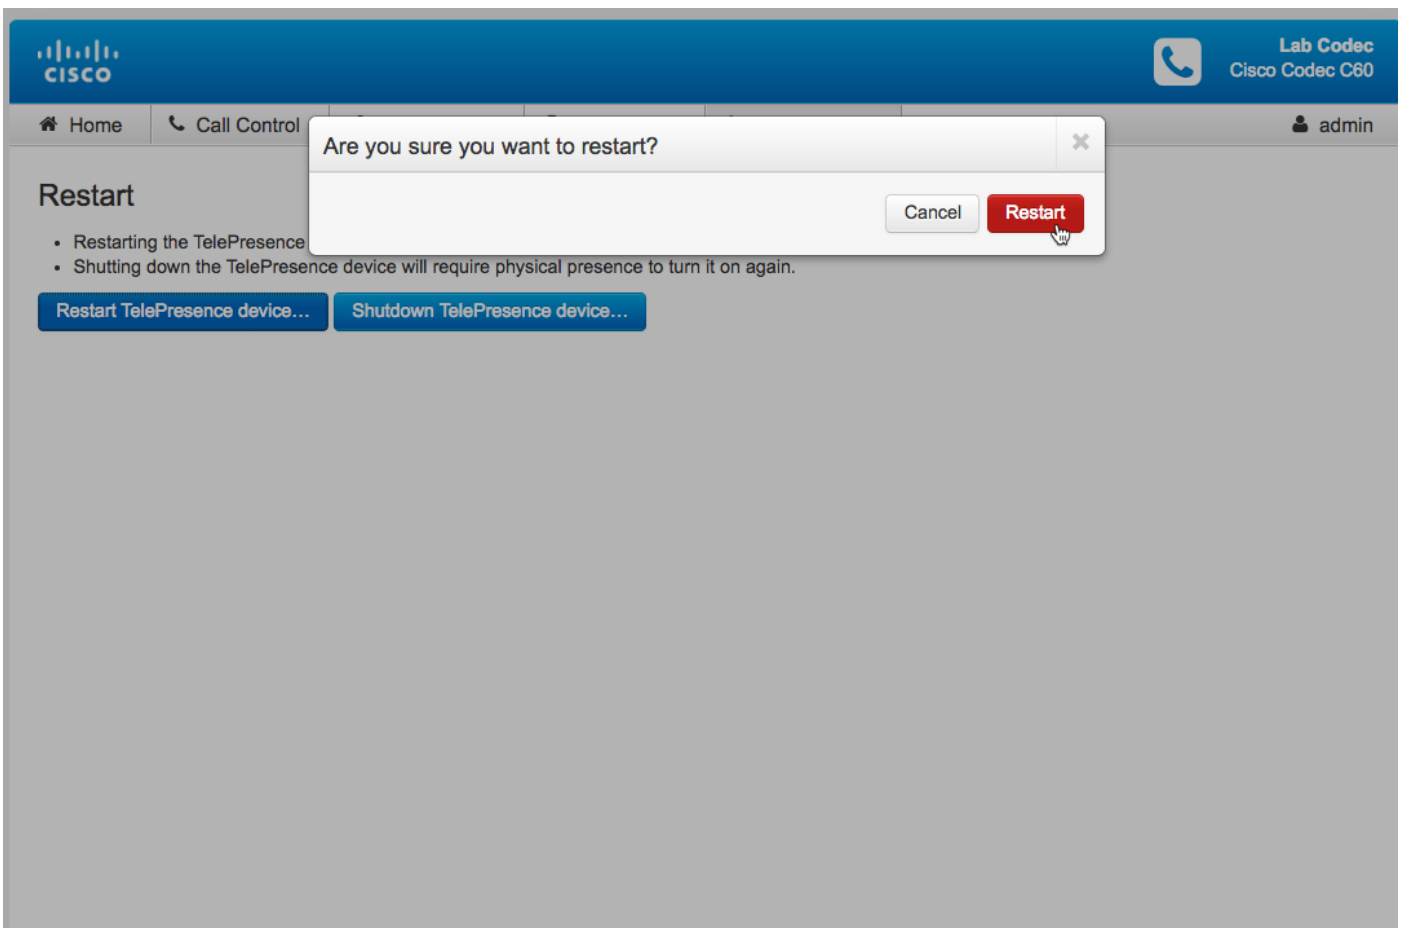 CISCO
Lab Codec
Cisco Codec C60
Home
Call Control
admin
Are you sure you want to restart?
Cancel
Restart
Restart
Restarting the TelePresence
Shutting down the TelePresence device will require physical presence to turn it on again.
Restart TelePresence device...
Shutdown TelePresence device...